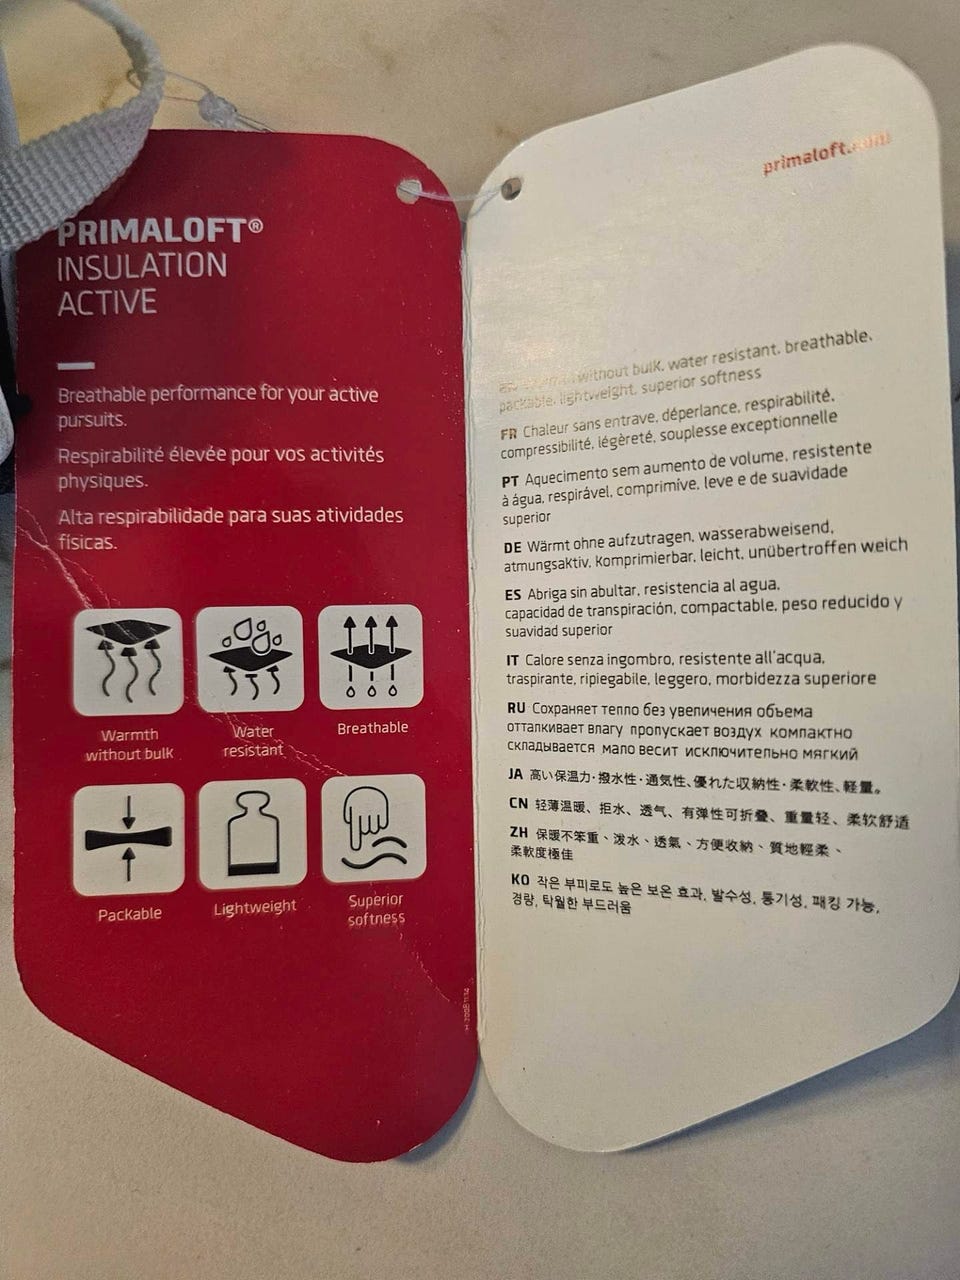 PRIMALOFT®
INSULATION
ACTIVE
Breathable performance for your active
pursuits.
Respirabilité élevée pour vos activités
physiques.
Alta respirabilidade para suas atividades
físicas.
Warmth
without bulk
Water
resistant
Breathable
Packable
Lightweight
Superior
softness
primaloft.com
without bulk, water resistant, breathable,
packable, lightweight, superior softness
FR Chaleur sans entrave, déperlance, respirabilité,
compressibilité, légèreté, souplesse exceptionnelle
PT Aquecimento sem aumento de volume, resistente
à água, respirável, comprimíve, leve e de suavidade
superior
DE Wärmt ohne aufzutragen, wasserabweisend,
atmungsaktiv, komprimierbar, leicht, unübertroffen weich
ES Abriga sin abultar, resistencia al agua,
capacidad de transpiración, compactable, peso reducido y
suavidad superior
IT Calore senza ingombro, resistente all'acqua,
traspirante, ripiegabile, leggero, morbidezza superiore
RU Сохраняет тепло без увеличения объема
отталкивает влагу пропускает воздух компактно
складывается мало весит исключительно мягкий
JA 高い保温力・撥水性・通気性、優れた収納性・柔軟性、軽量。
CN 轻薄温暖、拒水、透气、有弹性可折叠、重量轻、柔软舒适
ZH 保暖不笨重、潑水、透氣、方便收納、質地輕柔、
柔軟度極佳
KO 작은 부피로도 높은 보온 효과, 발수성, 통기성, 패킹 가능,
경량, 탁월한 부드러움